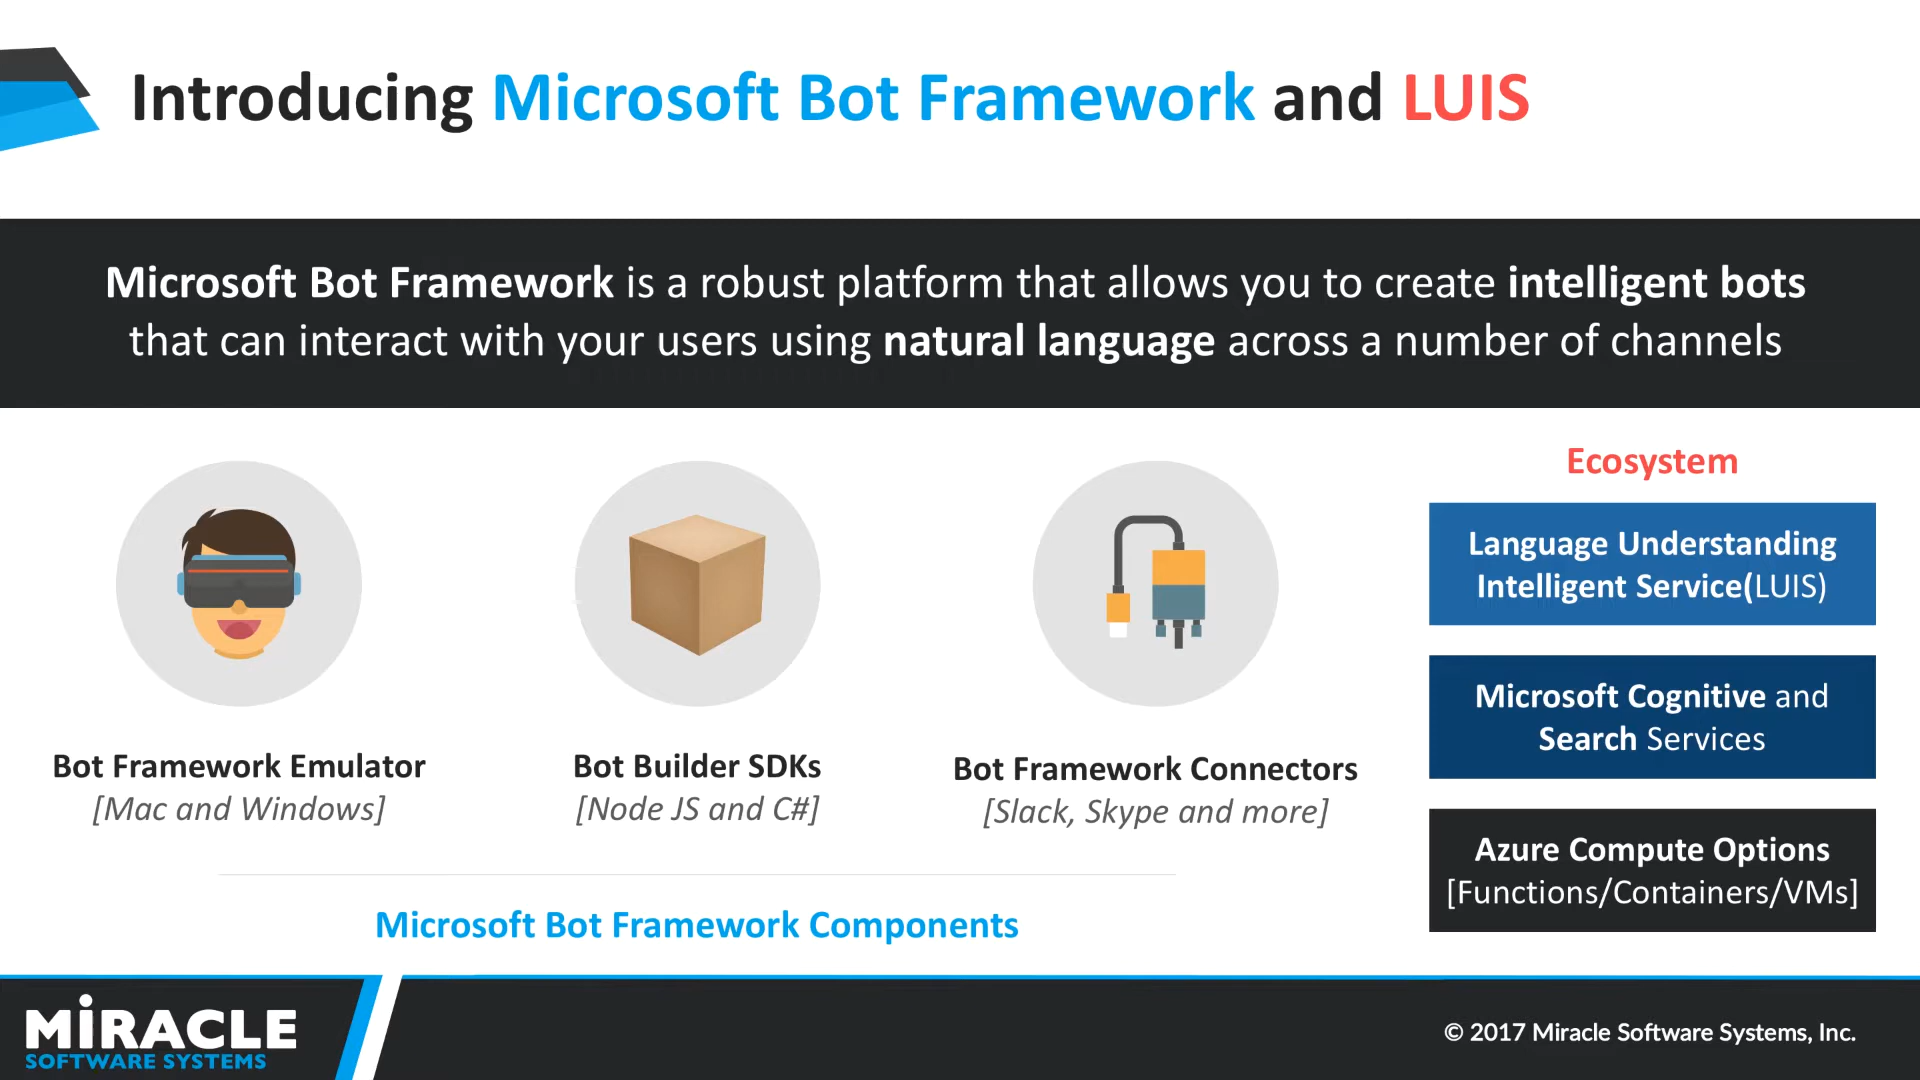 Introducing Microsoft Bot Framework and LUIS
Microsoft Bot Framework is a robust platform that allows you to create intelligent bots
that can interact with your users using natural language across a number of channels
Bot Framework Emulator
[Mac and Windows]
Bot Builder SDKs
[Node JS and C#]
Bot Framework Connectors
[Slack, Skype and more]
Microsoft Bot Framework Components
Ecosystem
Language Understanding
Intelligent Service(LUIS)
Microsoft Cognitive and
Search Services
Azure Compute Options
[Functions/Containers/VMs]
MiRACLE
SOFTWARE SYSTEMS
© 2017 Miracle Software Systems, Inc.